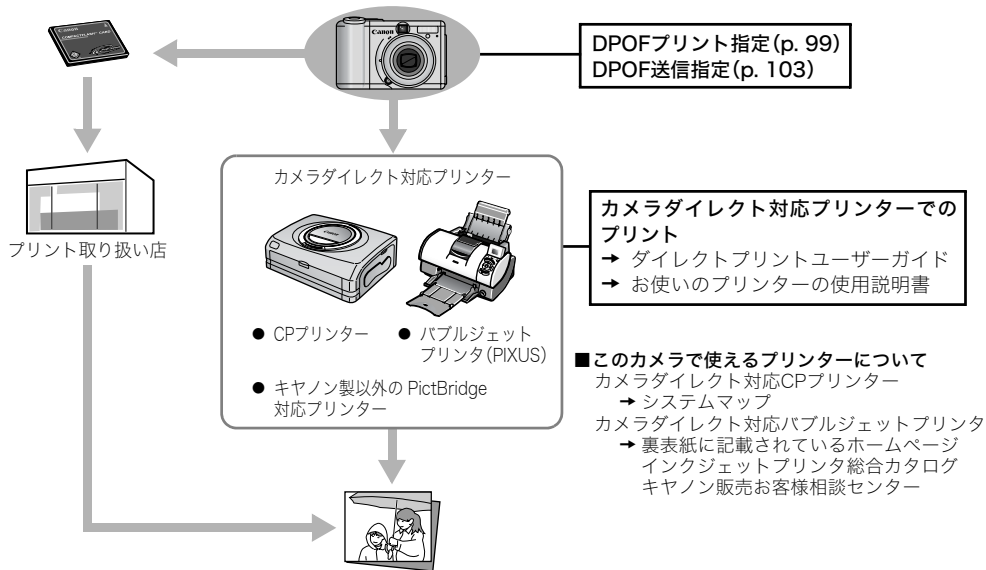 Canon
COMPACTFLASH CARD
Canon
DPOFプリント指定(p. 99)
DPOF送信指定(p. 103)
プリント取り扱い店
カメラダイレクト対応プリンター
● CPプリンター
● バブルジェット
プリンタ(PIXUS)
● キヤノン製以外の PictBridge
対応プリンター
カメラダイレクト対応プリンターでの
プリント
➔ ダイレクトプリントユーザーガイド
➔ お使いのプリンターの使用説明書
■このカメラで使えるプリンターについて
カメラダイレクト対応CPプリンター
➔ システムマップ
カメラダイレクト対応バブルジェットプリンタ
➔ 裏表紙に記載されているホームページ
インクジェットプリンタ総合カタログ
キヤノン販売お客様相談センター